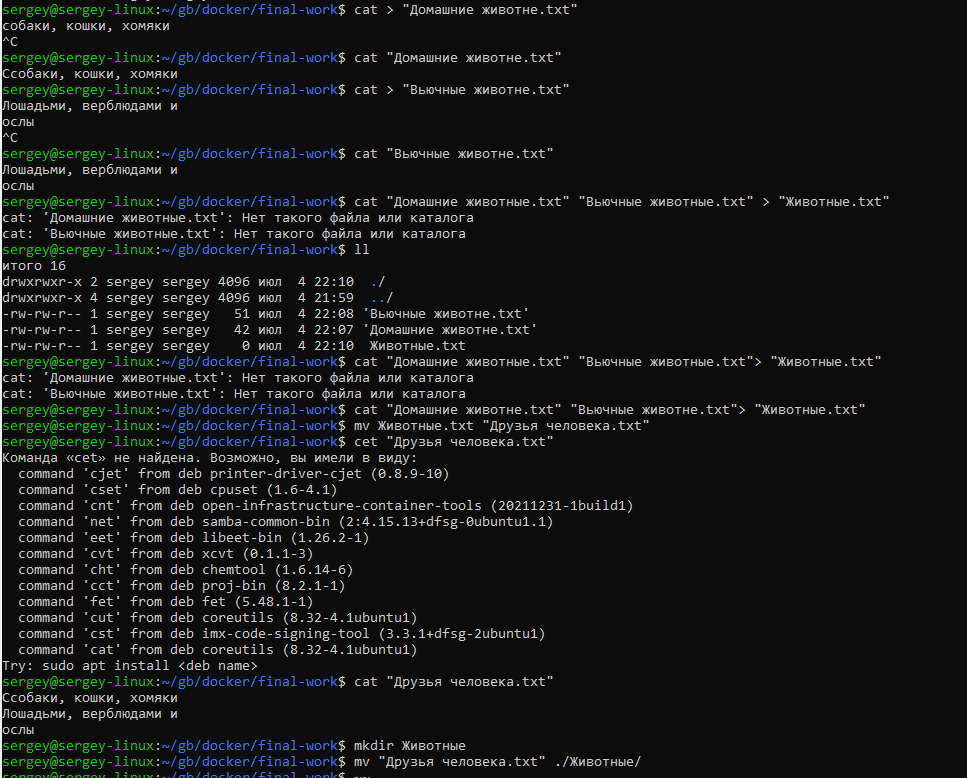 sergey@sergey-linux:~/gb/docker/final-work$ cat > "Домашние животне.txt"
собаки, кошки, хомяки
^C
sergey@sergey-linux:~/gb/docker/final-work$ cat "Домашние животне.txt"
Ссобаки, кошки, хомяки
sergey@sergey-linux:~/gb/docker/final-work$ cat > "Вьючные животне.txt"
Лошадьми, верблюдами и
ослы
^C
sergey@sergey-linux:~/gb/docker/final-work$ cat "Вьючные животне.txt"
Лошадьми, верблюдами и
ослы
sergey@sergey-linux:~/gb/docker/final-work$ cat "Домашние животные.txt" "Вьючные животные.txt" > "Животные.txt"
cat: 'Домашние животные.txt': Нет такого файла или каталога
cat: 'Вьючные животные.txt': Нет такого файла или каталога
sergey@sergey-linux:~/gb/docker/final-work$ ll
итого 16
drwxrwxr-x 2 sergey sergey 4096 июл  4 22:10  ./
drwxrwxr-x 4 sergey sergey 4096 июл  4 21:59  ../
-rw-rw-r-- 1 sergey sergey   51 июл  4 22:08 'Вьючные животне.txt'
-rw-rw-r-- 1 sergey sergey   42 июл  4 22:07 'Домашние животне.txt'
-rw-rw-r-- 1 sergey sergey    0 июл  4 22:10  Животные.txt
sergey@sergey-linux:~/gb/docker/final-work$ cat "Домашние животные.txt" "Вьючные животные.txt"> "Животные.txt"
cat: 'Домашние животные.txt': Нет такого файла или каталога
cat: 'Вьючные животные.txt': Нет такого файла или каталога
sergey@sergey-linux:~/gb/docker/final-work$ cat "Домашние животне.txt" "Вьючные животне.txt"> "Животные.txt"
sergey@sergey-linux:~/gb/docker/final-work$ mv Животные.txt "Друзья человека.txt"
sergey@sergey-linux:~/gb/docker/final-work$ cet "Друзья человека.txt"
Команда «cet» не найдена. Возможно, вы имели в виду:
  command 'cjet' from deb printer-driver-cjet (0.8.9-10)
  command 'cset' from deb cpuset (1.6-4.1)
  command 'cnt' from deb open-infrastructure-container-tools (20211231-1build1)
  command 'net' from deb samba-common-bin (2:4.15.13+dfsg-0ubuntu1.1)
  command 'eet' from deb libeet-bin (1.26.2-1)
  command 'cvt' from deb xcvt (0.1.1-3)
  command 'cht' from deb chemtool (1.6.14-6)
  command 'cct' from deb proj-bin (8.2.1-1)
  command 'fet' from deb fet (5.48.1-1)
  command 'cut' from deb coreutils (8.32-4.1ubuntu1)
  command 'cst' from deb imx-code-signing-tool (3.3.1+dfsg-2ubuntu1)
  command 'cat' from deb coreutils (8.32-4.1ubuntu1)
Try: sudo apt install <deb name>
sergey@sergey-linux:~/gb/docker/final-work$ cat "Друзья человека.txt"
Ссобаки, кошки, хомяки
Лошадьми, верблюдами и
ослы
sergey@sergey-linux:~/gb/docker/final-work$ mkdir Животные
sergey@sergey-linux:~/gb/docker/final-work$ mv "Друзья человека.txt" ./Животные/